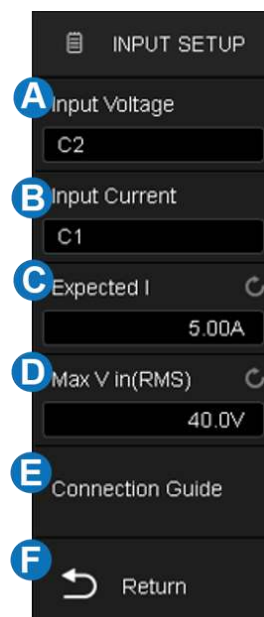 INPUT SETUP
A
Input Voltage
C2
B
Input Current
C1
C
Expected I
5.00A
D
Max V in(RMS)
40.0V
E
Connection Guide
F
Return